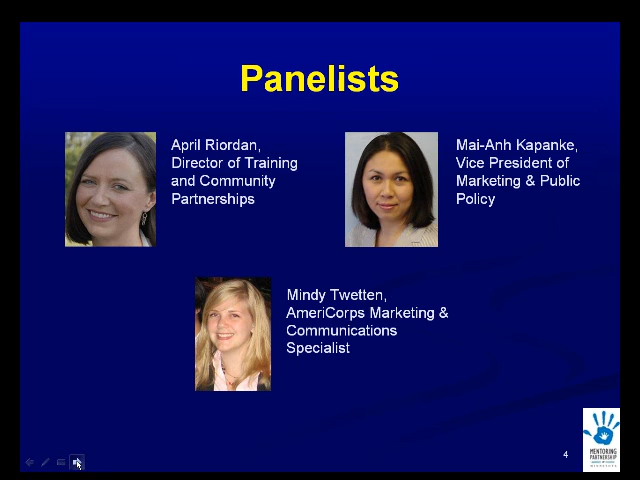 Panelists
April Riordan,
Director of Training
and Community
Partnerships
Mai-Anh Kapanke,
Vice President of
Marketing & Public
Policy
Mindy Twetten,
AmeriCorps Marketing &
Communications
Specialist
4
MENTORING
PARTNERSHIP